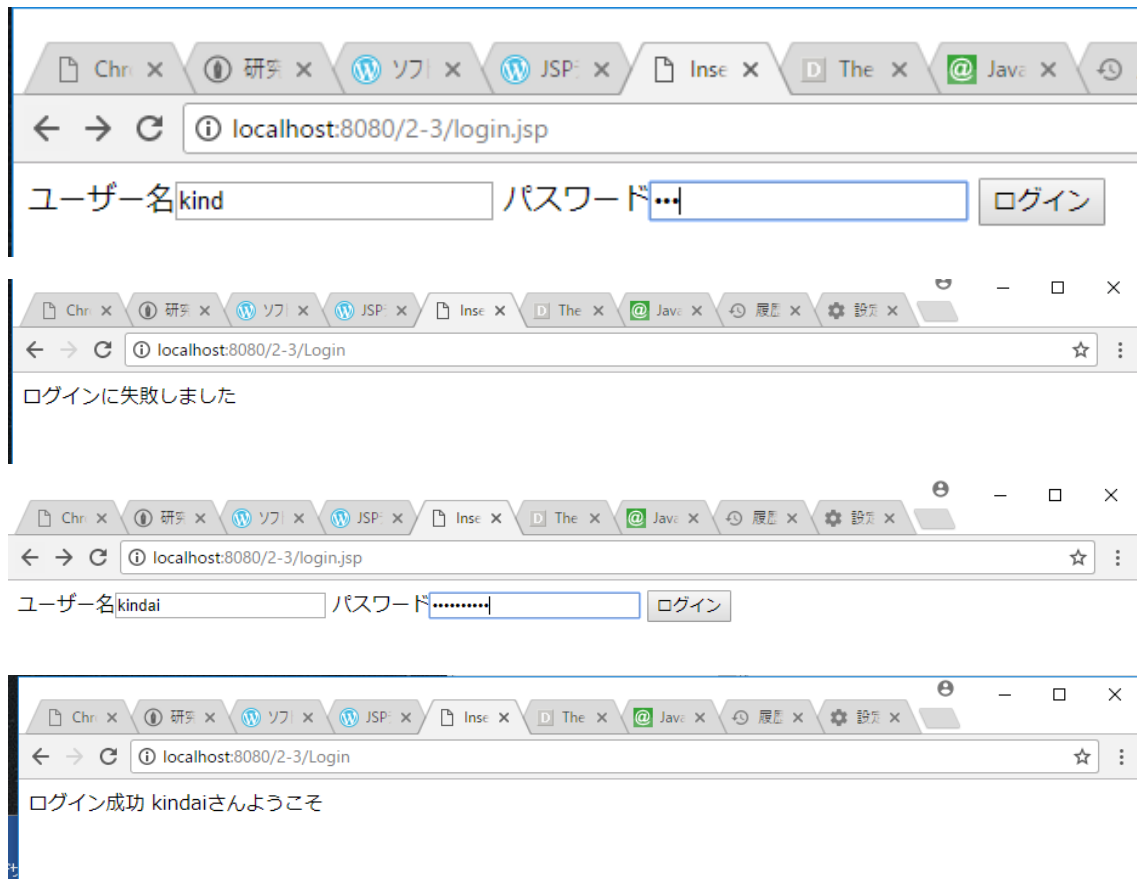 Chr 研究 ソフト JSP Inse The Java
localhost:8080/2-3/login.jsp
ユーザー名kind パスワード••• ログイン
Chr 研究 ソフ JSP Inse The Java 履歴 設定
localhost:8080/2-3/Login
ログインに失敗しました
Chr 研究 ソフ JSP Inse The Java 履歴 設定
localhost:8080/2-3/login.jsp
ユーザー名kindai パスワード•••••••••• ログイン
Chr 研究 ソフ JSP Inse The Java 履歴 設定
localhost:8080/2-3/Login
ログイン成功 kindaiさんようこそ